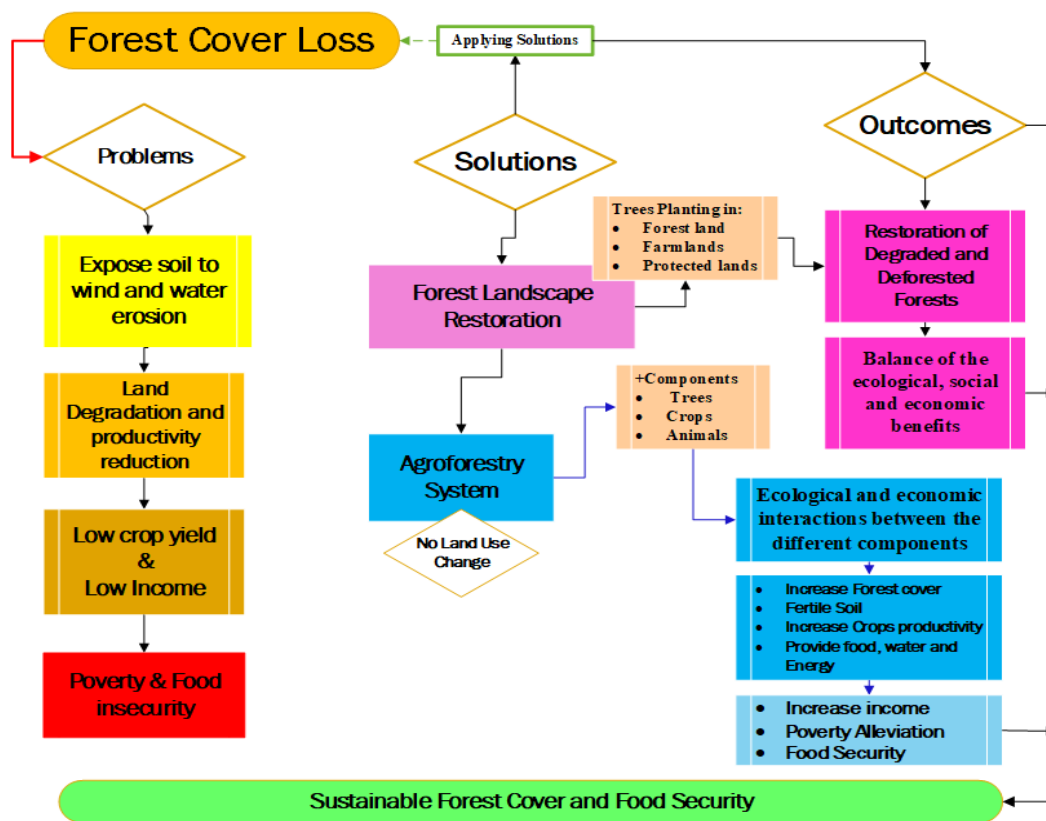 Forest Cover Loss
Applying Solutions
Problems
Solutions
Outcomes
Expose soil to
wind and water
erosion
Land
Degradation and
productivity
reduction
Low crop yield
&
Low Income
Poverty & Food
insecurity
Forest Landscape
Restoration
Trees Planting in:
• Forest land
• Farmlands
• Protected lands
Agroforestry
System
No Land Use
Change
+Components
• Trees
• Crops
• Animals
Restoration of
Degraded and
Deforested
Forests
Balance of the
ecological, social
and economic
benefits
Ecological and economic
interactions between the
different components
• Increase Forest cover
• Fertile Soil
• Increase Crops productivity
• Provide food, water and
Energy
• Increase income
• Poverty Alleviation
• Food Security
Sustainable Forest Cover and Food Security